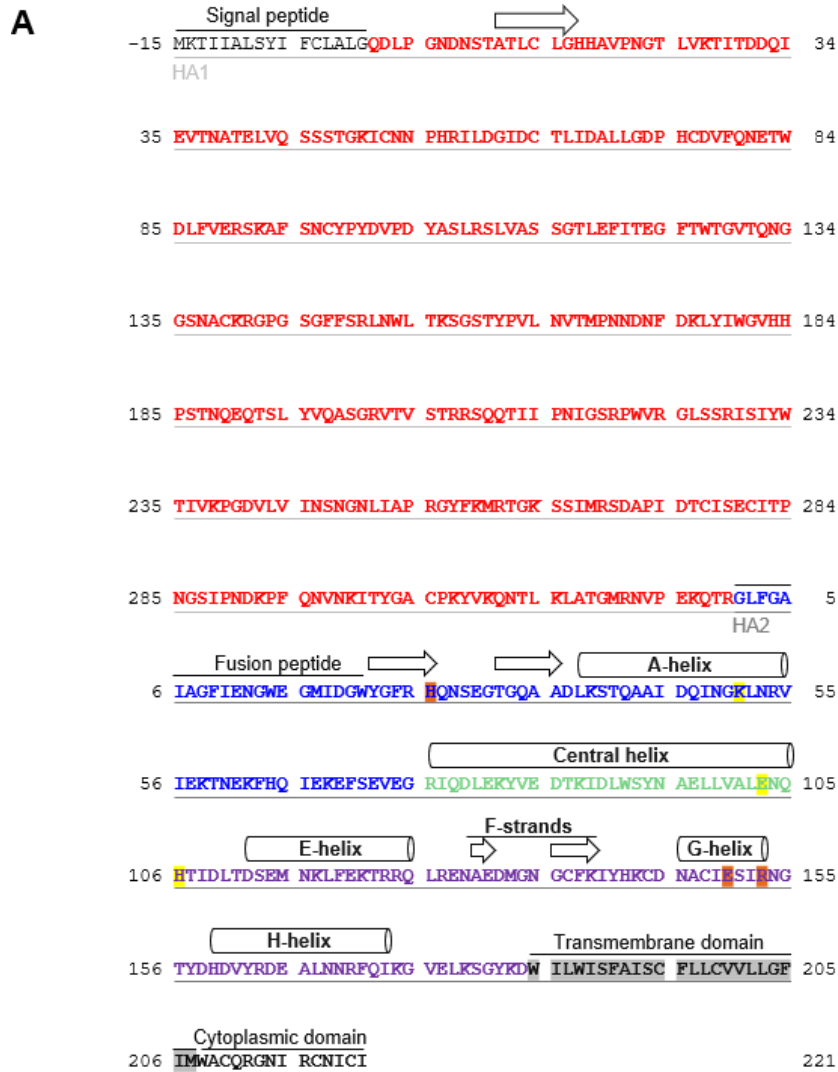 A
Signal peptide
-15 MKTIIALSYI FCLALGQDLP GNDNSTATLC LGHHAVPNGT LVKTITDDQI 34
HA1
35 EVTNATELVQ SSSTGKICNN PHRILDGIDC TLIDALLGDP HCDVFQNETW 84
85 DLFVERSKAF SNCYPYDVPD YASLRSLVAS SGTLEFITEG FTWTGVTQNG 134
135 GSNACKRGPG SGFFSRLNWL TKSGSTYPVL NVTMPNNDNF DKLYIWGVHH 184
185 PSTNQEQTSL YVQASGRVTV STRRSQQTII PNIGSRPWVR GLSSRISIYW 234
235 TIVKPGDVLV INSNGNLIAP RGYFKMRTGK SSIMRSDAPI DTCISECITP 284
285 NGSIPNDKPF QNVNKITYGA CPKYVKQNTL KLATGMRNVP EKQTRGLFGA 5
HA2
Fusion peptide A-helix
6 IAGFIENGWE GMIDGWYGFR HQNSEGTGQA ADLKSTQAAI DQINGKLNRV 55
Central helix
56 IEKTNEKFHQ IEKEFSEVEG RIQDLEKYVE DTKIDLWSYN AELLVALENQ 105
E-helix F-strands G-helix
106 HTIDLTDSEM NKLFEKTRRQ LRENAEDMGN GCFKIYHKCD NACIESIRNG 155
H-helix Transmembrane domain
156 TYDHDVYRDE ALNNRFQIKG VELKSGYKDW ILWISFAISC FLLCVVLLGF 205
Cytoplasmic domain
206 IMWACQRGNI RCNICI 221